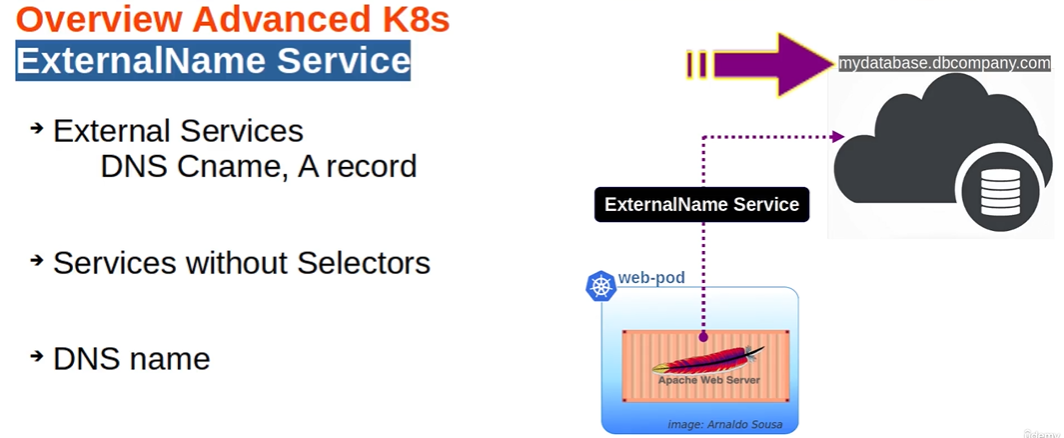 Overview Advanced K8s
ExternalName Service
External Services
DNS Cname, A record
Services without Selectors
DNS name
mydatabase.dbcompany.com
ExternalName Service
web-pod
Apache Web Server
image: Arnaldo Sousa